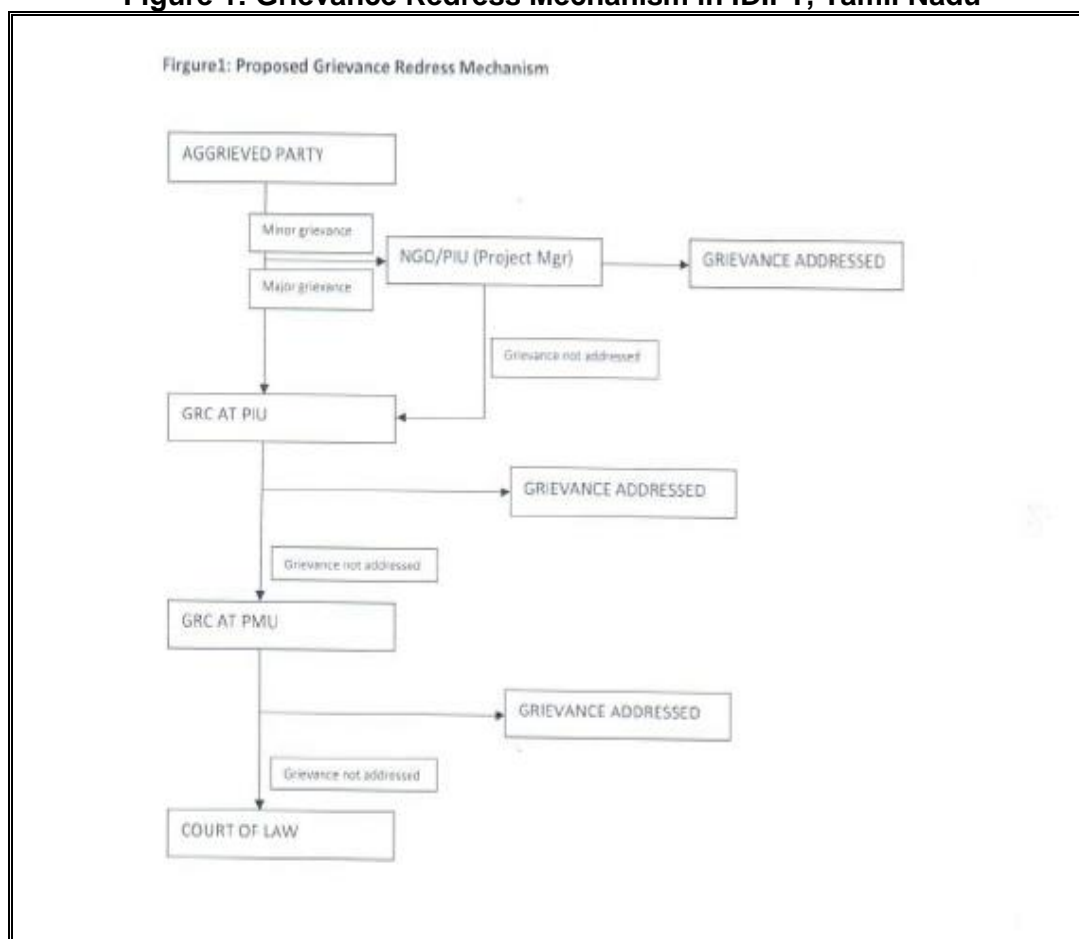 Figure 1: Grievance Redress Mechanism in IDIPT, Tamil Nadu
Firgure1: Proposed Grievance Redress Mechanism
AGGRIEVED PARTY
Minor grievance
NGO/PIU (Project Mgr)
GRIEVANCE ADDRESSED
Major grievance
Grievance not addressed
GRC AT PIU
GRIEVANCE ADDRESSED
Grievance not addressed
GRC AT PMU
GRIEVANCE ADDRESSED
Grievance not addressed
COURT OF LAW